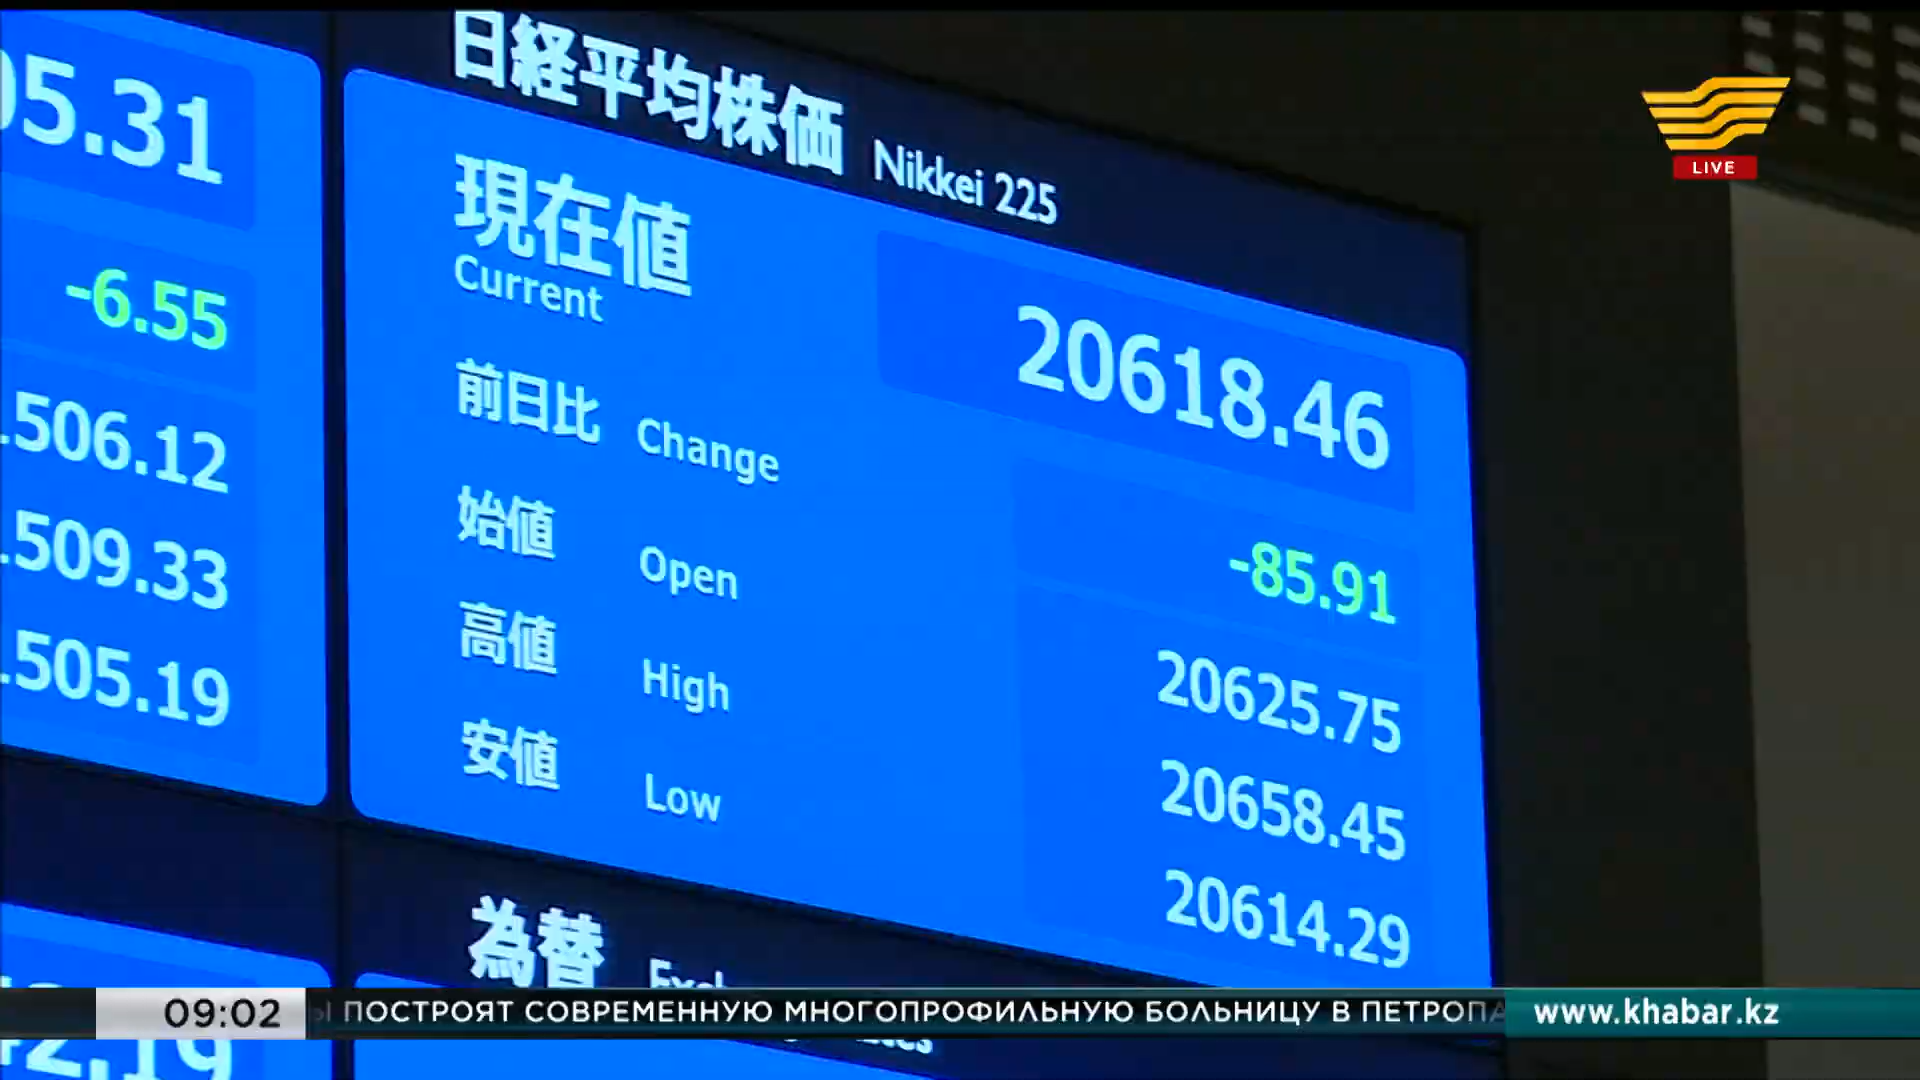 日経平均株価 Nikkei 225
現在値
Current
20618.46
前日比 Change
-85.91
始値 Open
20625.75
高値 High
20658.45
安値 Low
20614.29
為替
5.31
-6.55
.506.12
.509.33
.505.19
42.19
LIVE
09:02
ПОСТРОЯТ СОВРЕМЕННУЮ МНОГОПРОФИЛЬНУЮ БОЛЬНИЦУ В ПЕТРОПА
www.khabar.kz